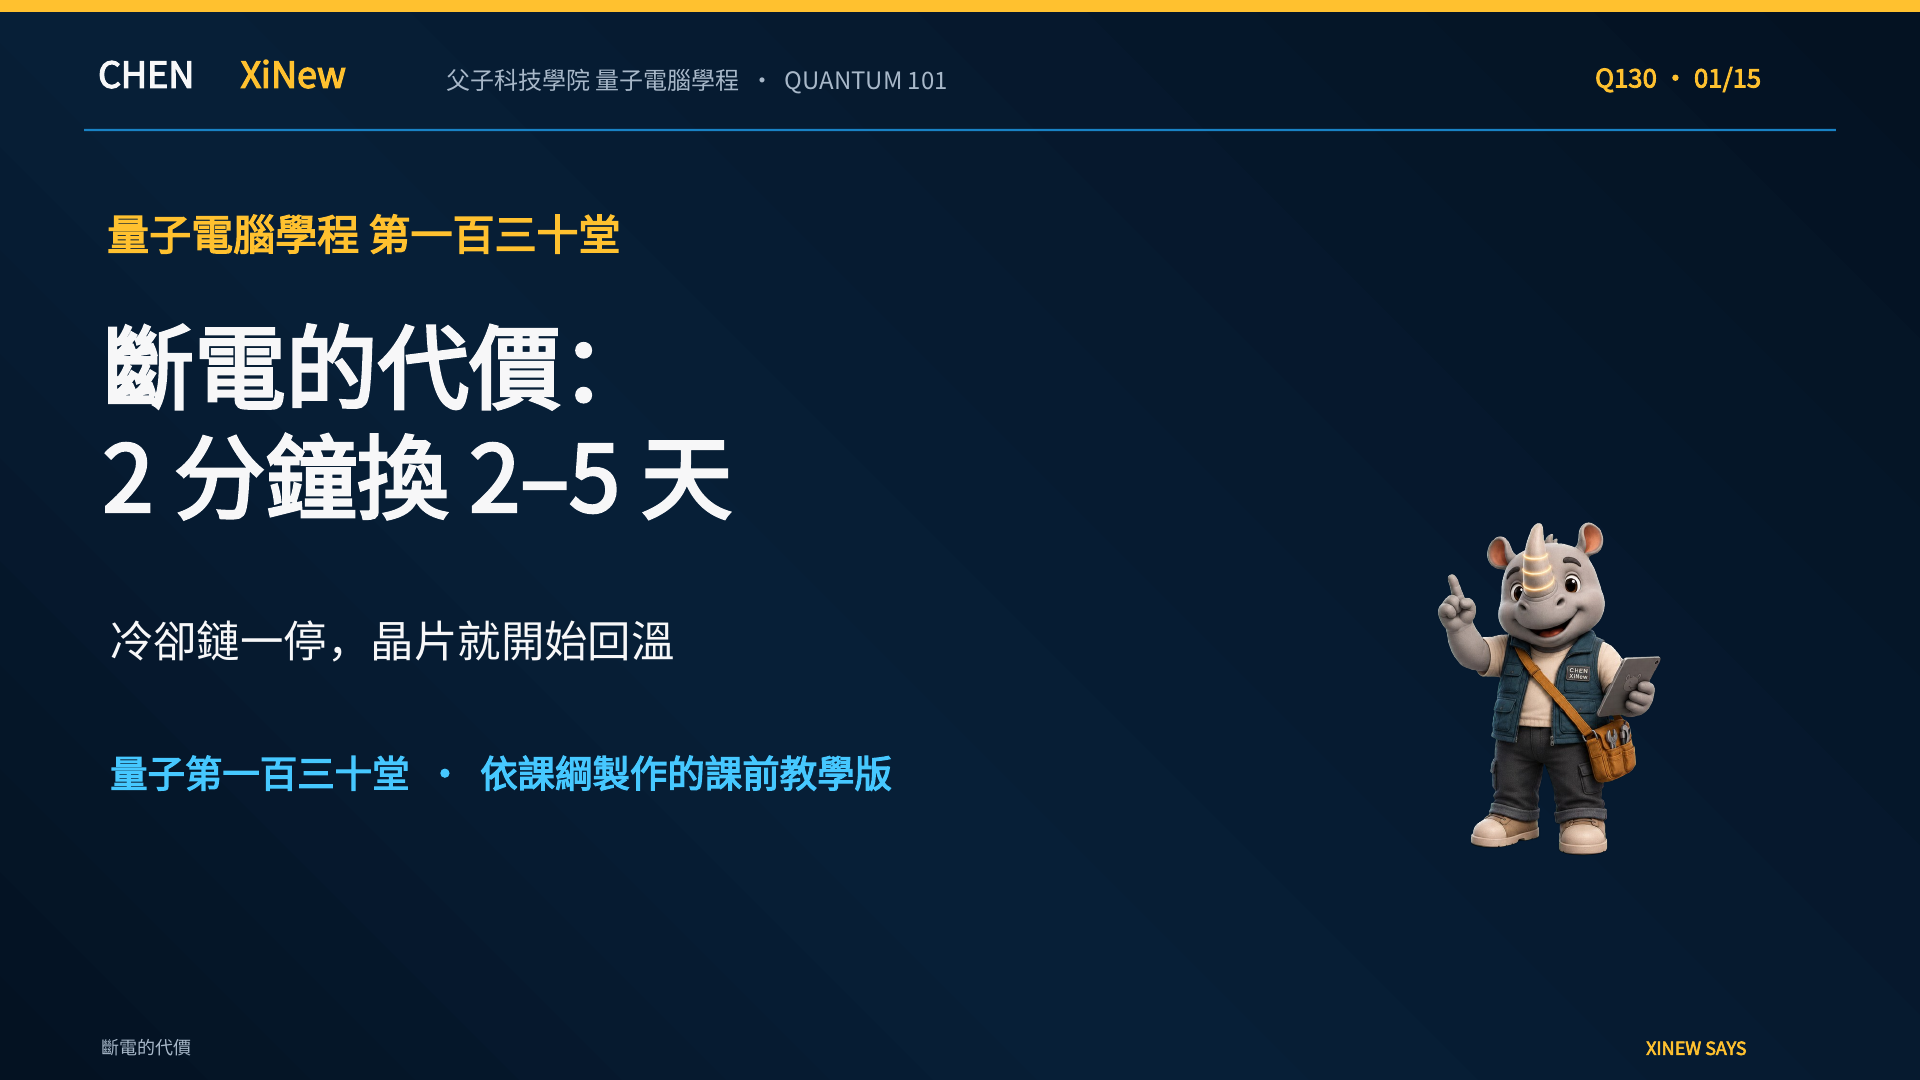 CHEN XiNew 父子科技學院 量子電腦學程 • QUANTUM 101 Q130 • 01/15
量子電腦學程 第一百三十堂
斷電的代價：
2 分鐘換 2–5 天
冷卻鏈一停，晶片就開始回溫
量子第一百三十堂 • 依課綱製作的課前教學版
CHEN
XiNew
斷電的代價 XINEW SAYS